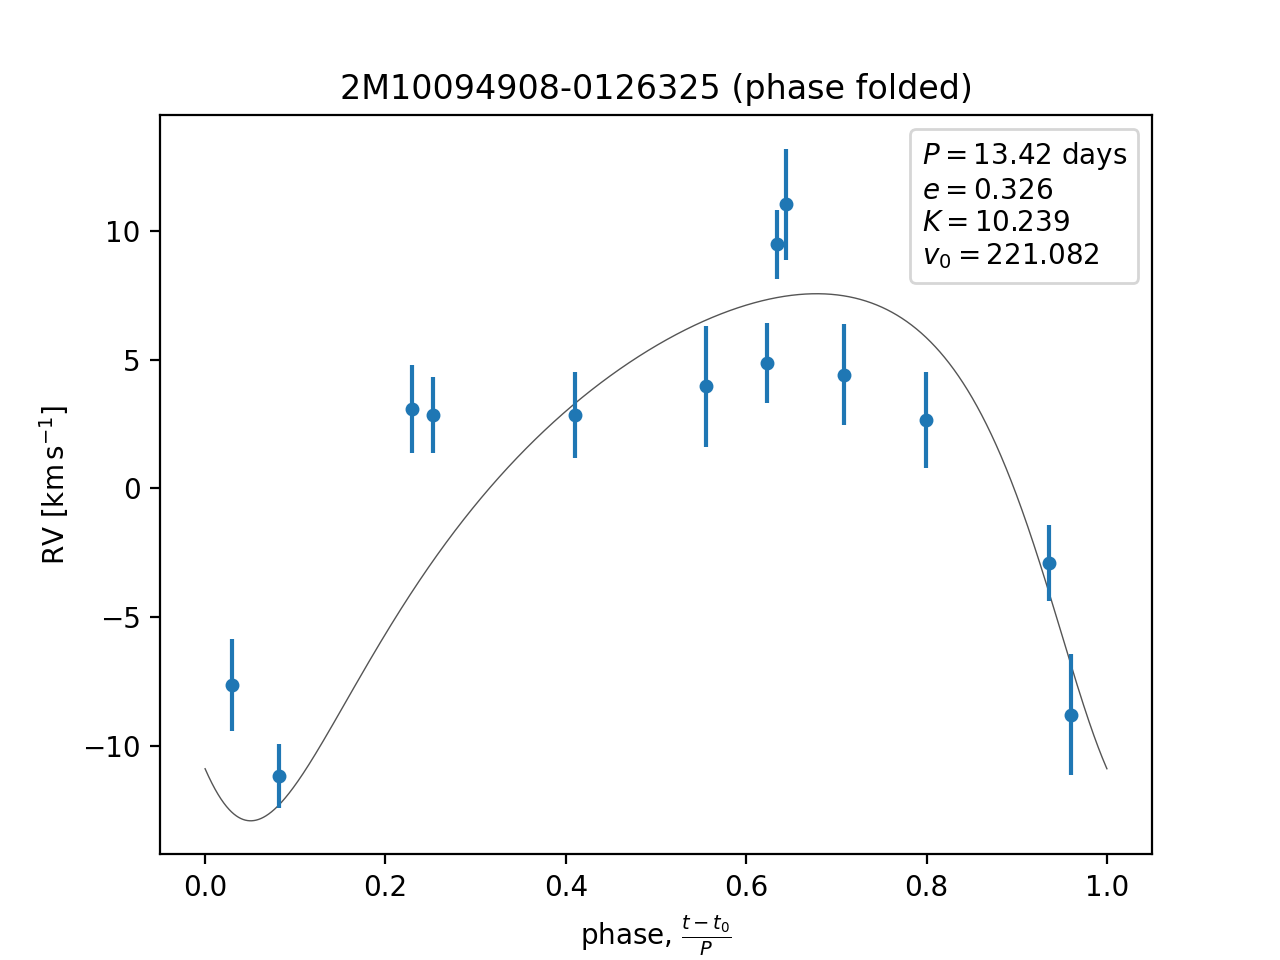 2M10094908-0126325 (phase folded)
P = 13.42 days
e = 0.326
K = 10.239
v₀ = 221.082
10
5
0
−5
−10
RV [km s⁻¹]
0.0 0.2 0.4 0.6 0.8 1.0
phase, (t − t₀)/P